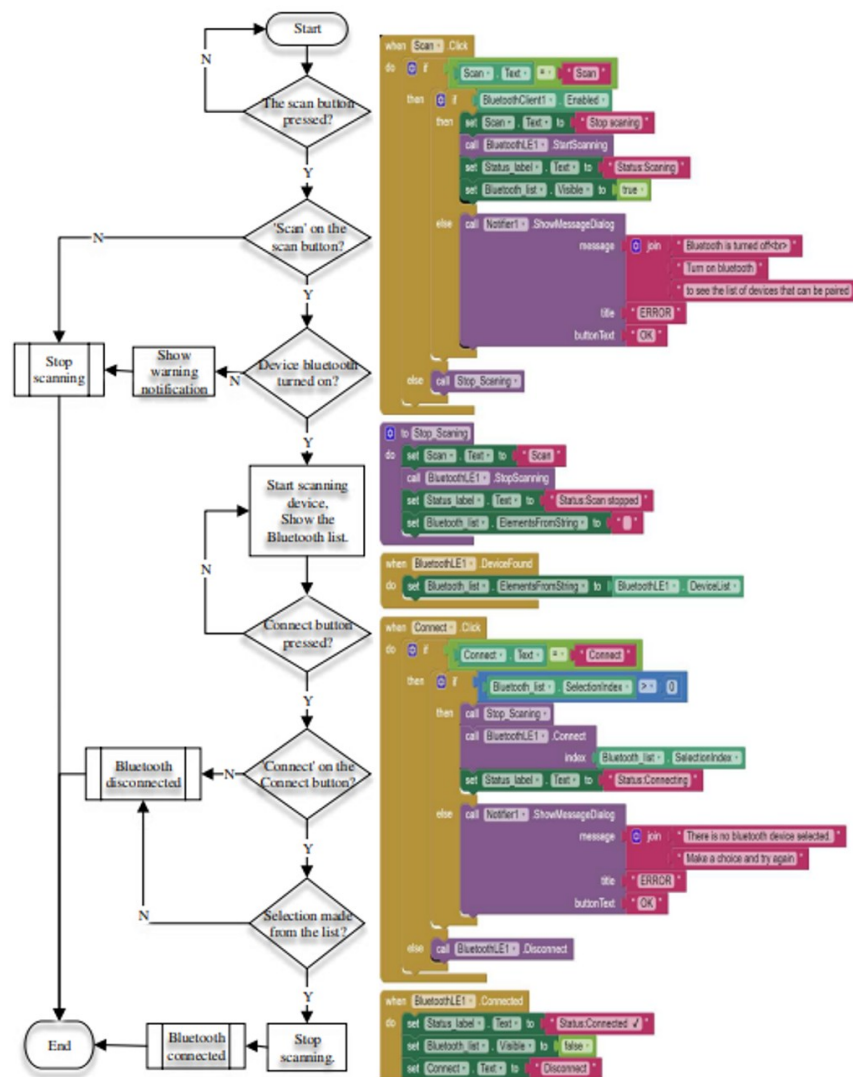 Start
N
The scan button
pressed?
Y
'Scan' on the
scan button?
N
Y
Device bluetooth
turned on?
N
Show
warning
notification
Stop
scanning
Y
Start scanning
device,
Show the
Bluetooth list.
N
Connect button
pressed?
Y
'Connect' on the
Connect button?
N
Bluetooth
disconnected
Y
Selection made
from the list?
N
Y
Stop
scanning.
Bluetooth
connected
End
when Scan .Click
do if Scan . Text = " Scan "
then if BluetoothClient1 . Enabled
then set Scan . Text to " Stop scaning "
call BluetoothLE1 .StartScanning
set Status_label . Text to " Status:Scaning "
set Bluetooth_list . Visible to true
else call Notifier1 .ShowMessageDialog
message join " Bluetooth is turned off<br> "
" Turn on bluetooth "
" to see the list of devices that can be paired
title " ERROR "
buttonText " OK "
else call Stop_Scaning
to Stop_Scaning
do set Scan . Text to " Scan "
call BluetoothLE1 .StopScanning
set Status_label . Text to " Status:Scan stopped "
set Bluetooth_list . ElementsFromString to " "
when BluetoothLE1 .DeviceFound
do set Bluetooth_list . ElementsFromString to BluetoothLE1 . DeviceList
when Connect .Click
do if Connect . Text = " Connect "
then if Bluetooth_list . SelectionIndex > 0
then call Stop_Scaning
call BluetoothLE1 .Connect
index Bluetooth_list . SelectionIndex
set Status_label . Text to " Status:Connecting "
else call Notifier1 .ShowMessageDialog
message join " There is no bluetooth device selected. "
" Make a choice and try again "
title " ERROR "
buttonText " OK "
else call BluetoothLE1 .Disconnect
when BluetoothLE1 .Connected
do set Status_label . Text to " Status:Connected √ "
set Bluetooth_list . Visible to false
set Connect . Text to " Disconnect "